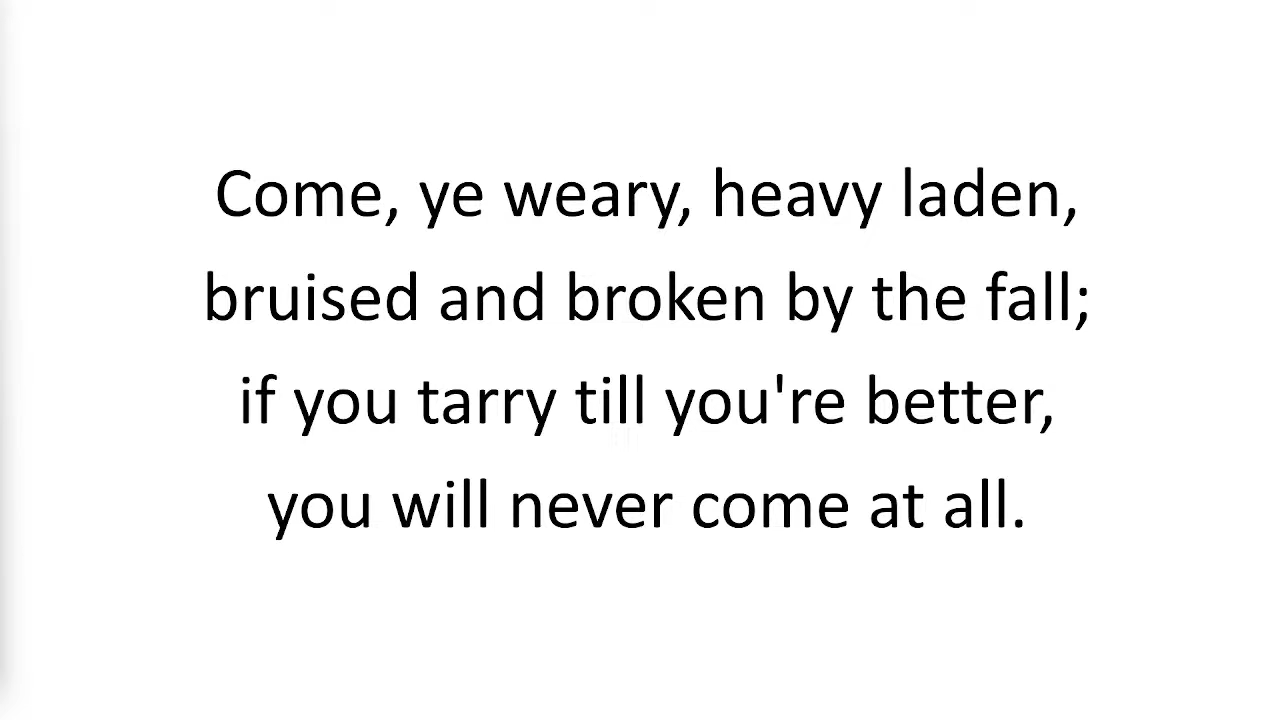 Come, ye weary, heavy laden,
bruised and broken by the fall;
if you tarry till you're better,
you will never come at all.